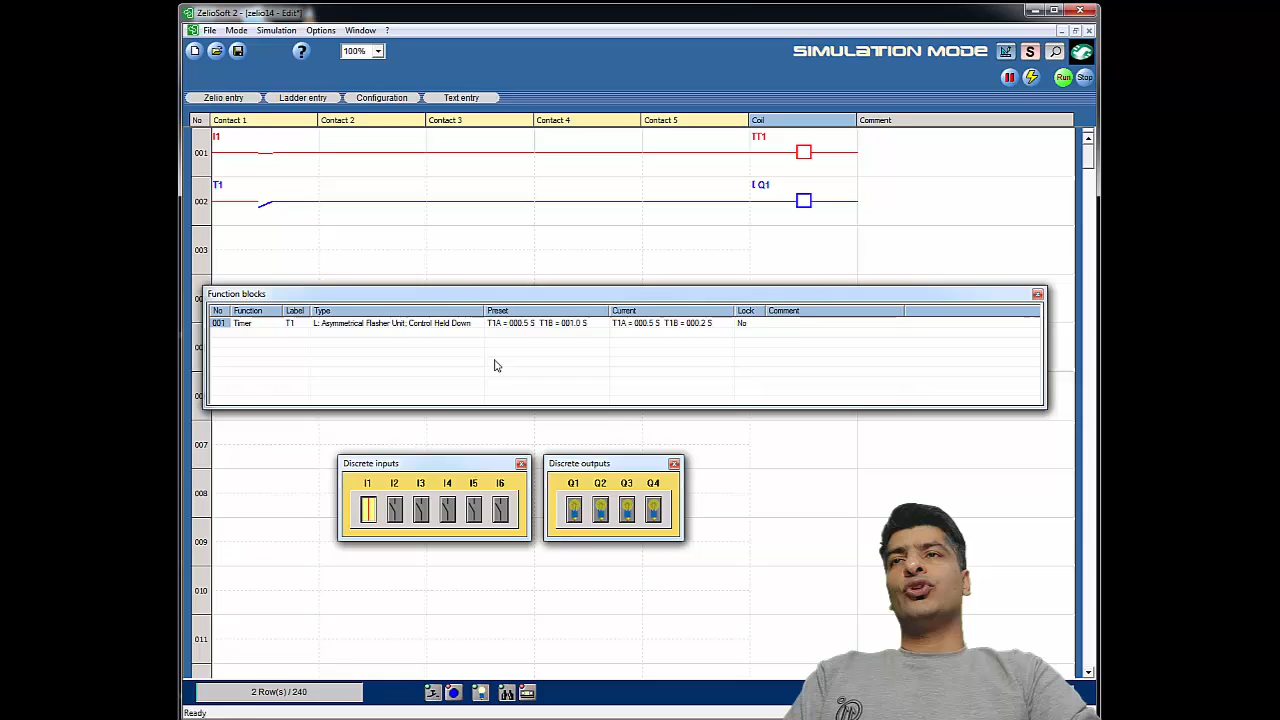 ZelioSoft 2 - [zelio14 - Edit*]
File Mode Simulation Options Window ?
? 100% SIMULATION MODE S
Run Stop
Zelio entry Ladder entry Configuration Text entry
No Contact 1 Contact 2 Contact 3 Contact 4 Contact 5 Coil Comment
I1 TT1
001
T1 [ Q1
002
003
Function blocks
No Function Label Type Preset Current Lock Comment
001 Timer T1 L: Asymmetrical Flasher Unit; Control Held Down T1A = 000.5 S T1B = 001.0 S T1A = 000.5 S T1B = 000.2 S No
007
Discrete inputs Discrete outputs
I1 I2 I3 I4 I5 I6 Q1 Q2 Q3 Q4
008
009
010
011
2 Row(s) / 240
Ready